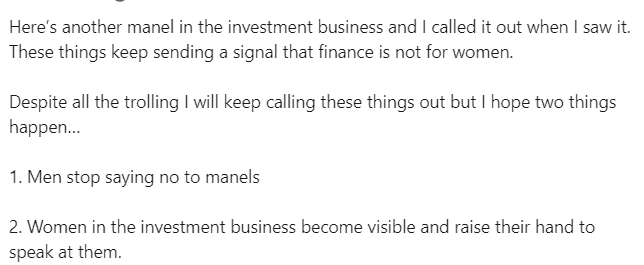 Here's another manel in the investment business and I called it out when I saw it.
These things keep sending a signal that finance is not for women.
Despite all the trolling I will keep calling these things out but I hope two things
happen...
1. Men stop saying no to manels
2. Women in the investment business become visible and raise their hand to
speak at them.